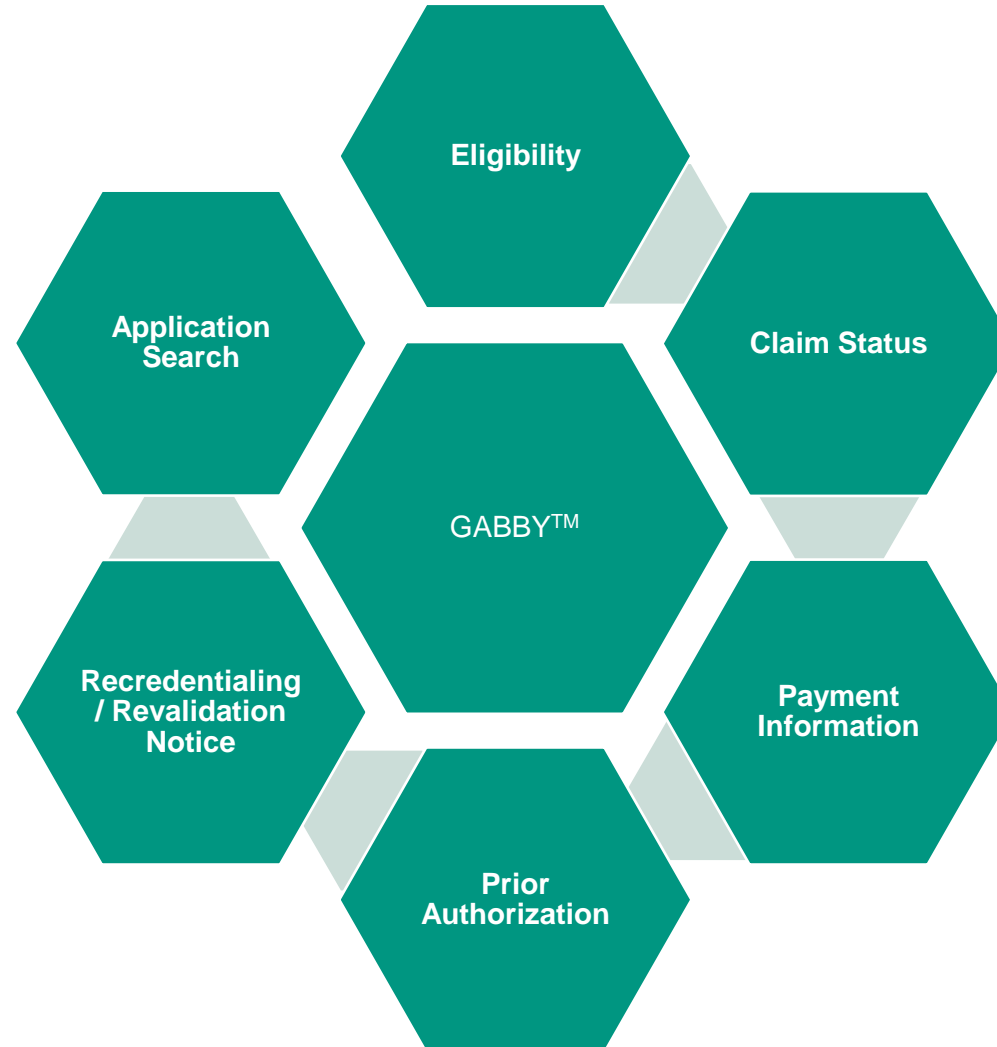 Eligibility
Application
Search
Claim Status
GABBY™
Recredentialing
/ Revalidation
Notice
Payment
Information
Prior
Authorization